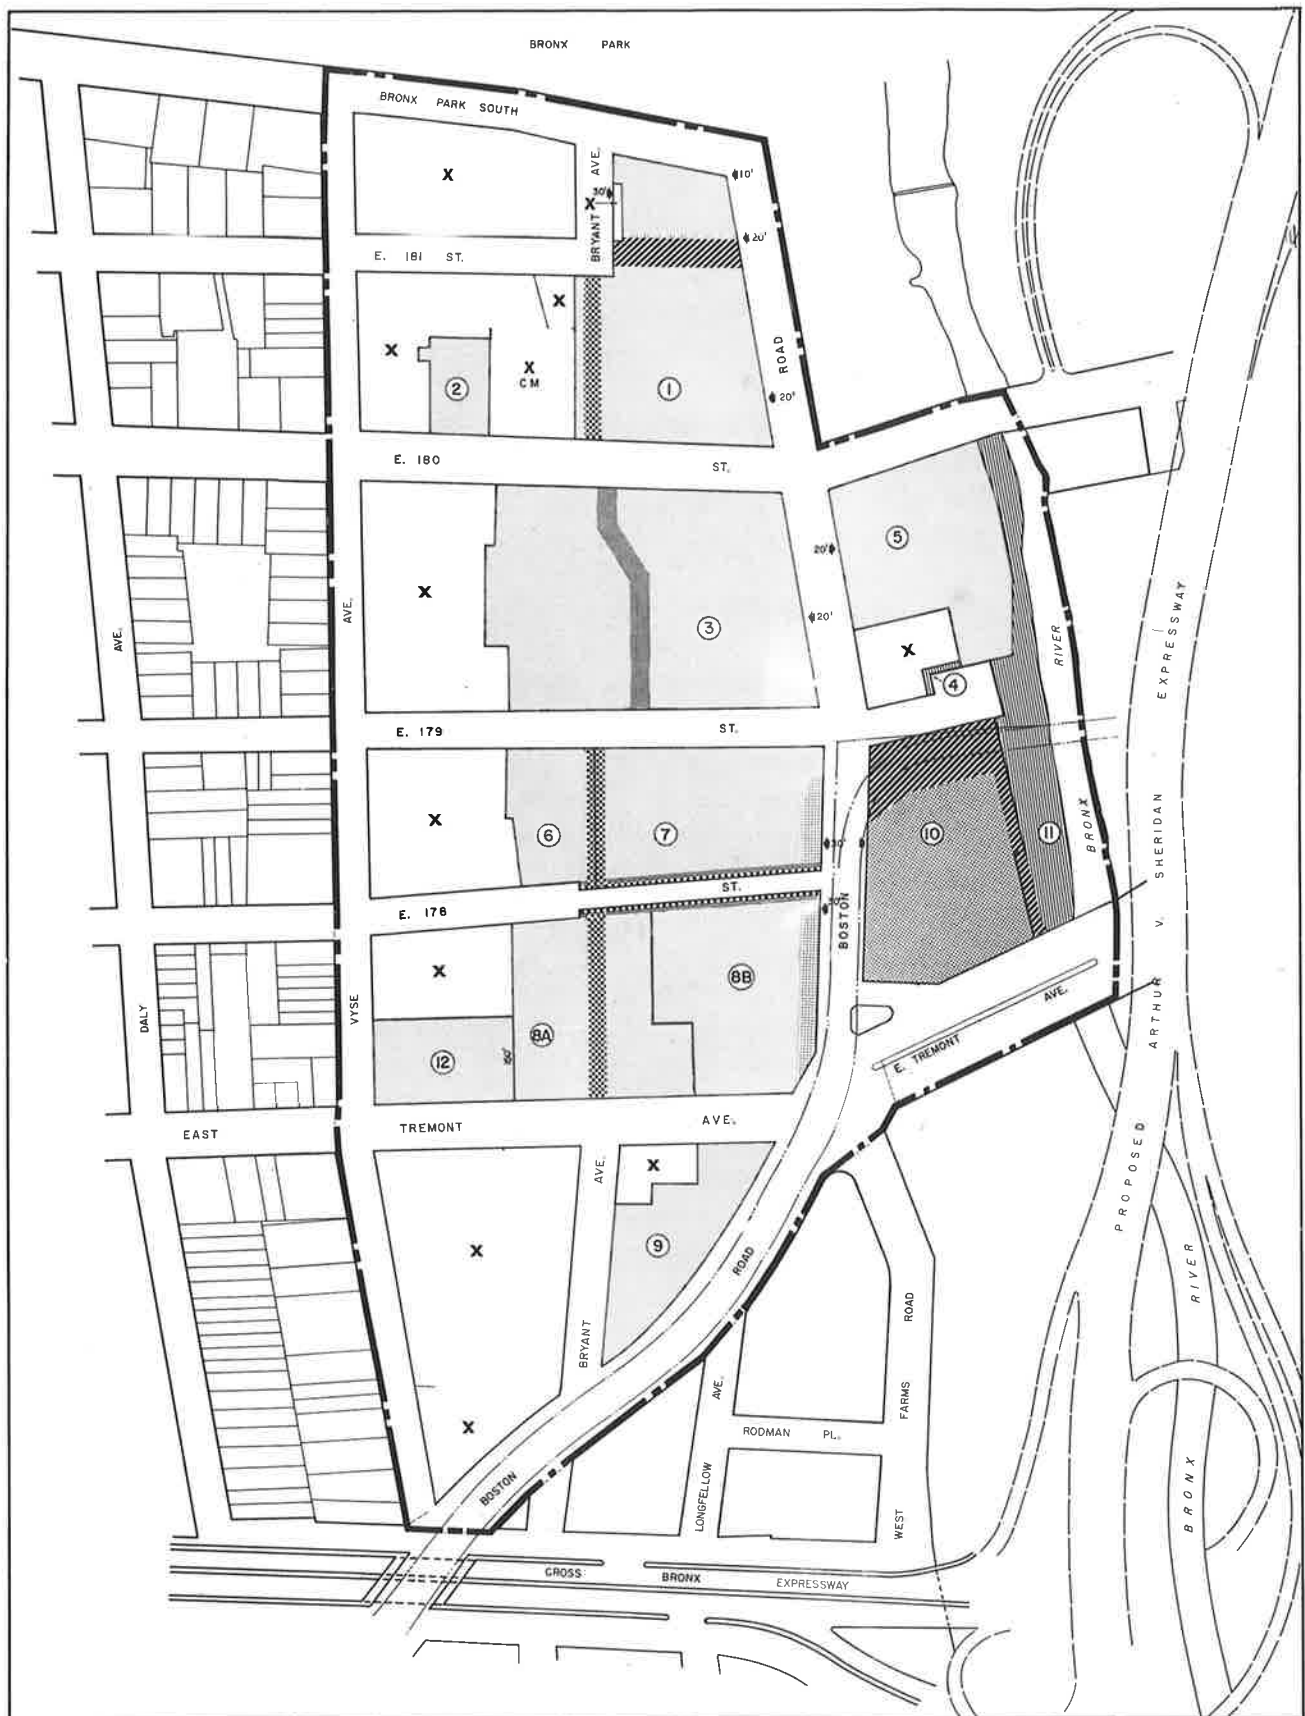 BRONX PARK
BRONX PARK SOUTH
AVE.
BRYANT
X
X
30'
10'
20'
E. 181 ST.
X
X
X
CM
2
1
ROAD
20'
E. 180 ST.
AVE.
AVE.
X
3
20'
20'
5
X
4
RIVER
EXPRESSWAY
E. 179 ST.
X
6
7
30'
10
11
BRONX
SHERIDAN
V.
ARTHUR
PROPOSED
E. 178 ST.
30'
BOSTON
DALY
VYSE
X
8A
8B
12
150'
E. TREMONT AVE.
EAST TREMONT AVE.
AVE.
X
X
9
ROAD
BRYANT
X
BOSTON
AVE.
LONGFELLOW
RODMAN PL.
ROAD
FARMS
WEST
RIVER
BRONX
CROSS BRONX EXPRESSWAY